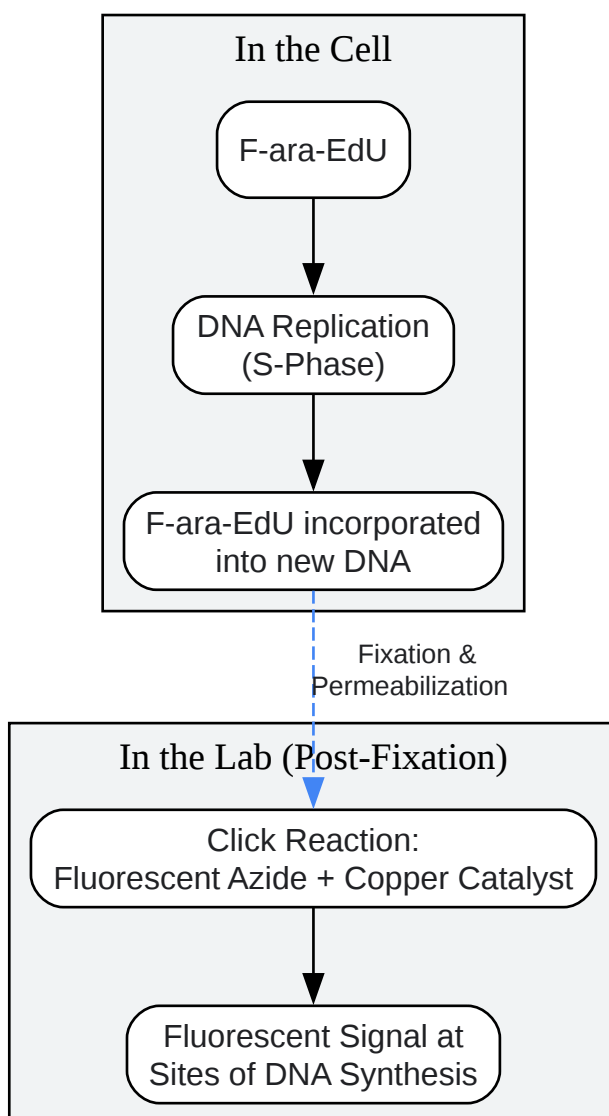 In the Cell
F-ara-EdU
DNA Replication
(S-Phase)
F-ara-EdU incorporated
into new DNA
Fixation &
Permeabilization
In the Lab (Post-Fixation)
Click Reaction:
Fluorescent Azide + Copper Catalyst
Fluorescent Signal at
Sites of DNA Synthesis